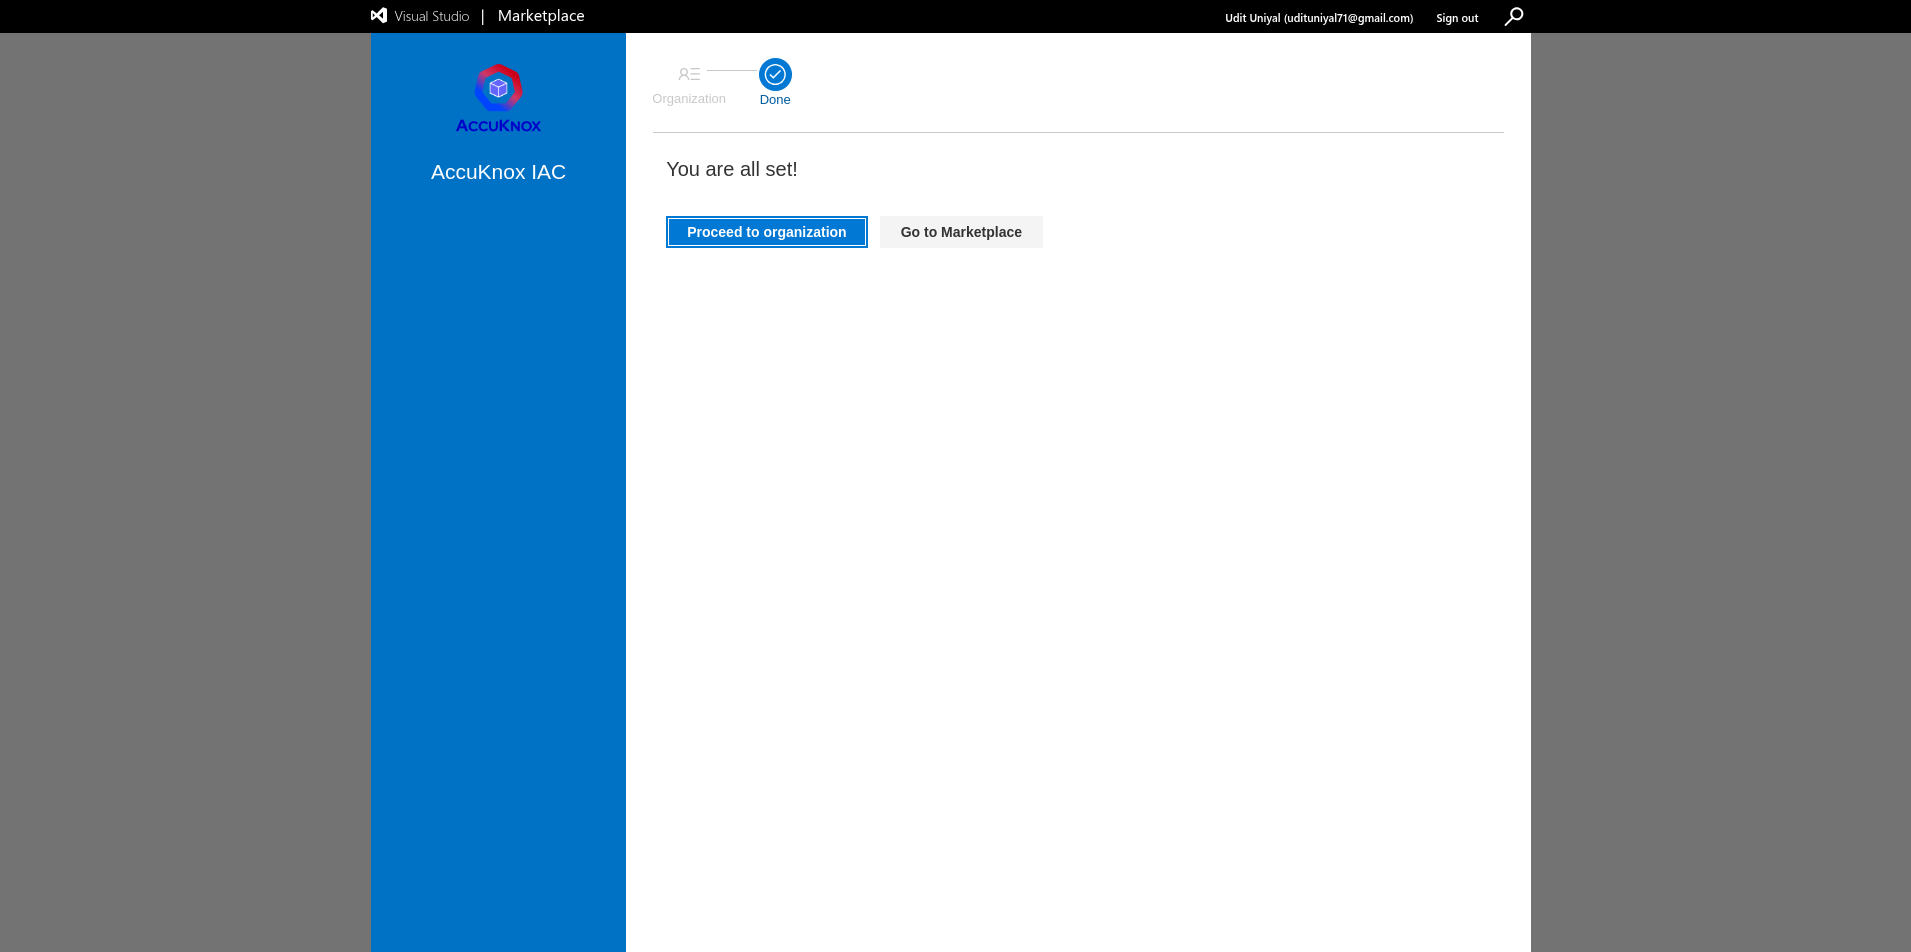 Visual Studio | Marketplace
Udit Uniyal (udituniyal71@gmail.com) Sign out
ACCUKNOX
AccuKnox IAC
Organization Done
You are all set!
Proceed to organization Go to Marketplace